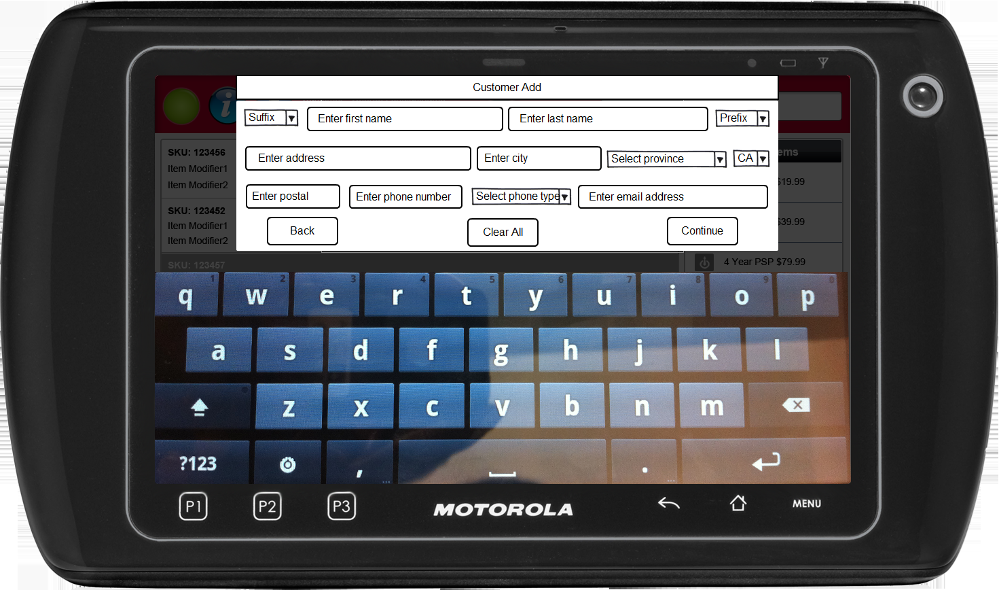 Customer Add
Suffix Enter first name Enter last name Prefix
Enter address Enter city Select province CA
Enter postal Enter phone number Select phone type Enter email address
Back Clear All Continue
i
SKU: 123456
Item Modifier1
Item Modifier2
SKU: 123452
Item Modifier1
Item Modifier2
SKU: 123457
ems
$19.99
$39.99
4 Year PSP $79.99
1 2 3 4 5 6 7 8 9 0
q w e r t y u i o p
a s d f g h j k l
z x c v b n m
?123 , .
P1 P2 P3 MOTOROLA MENU